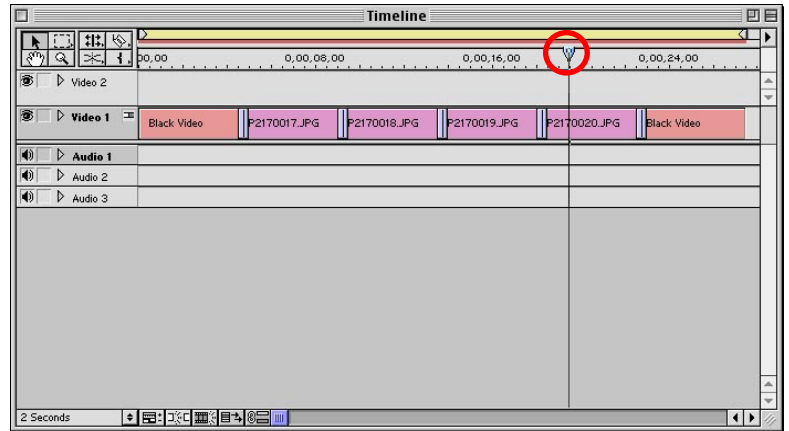 Timeline
00,00 0,00,08,00 0,00,16,00 0,00,24,00
Video 2
Video 1 Black Video P2170017.JPG P2170018.JPG P2170019.JPG P2170020.JPG Black Video
Audio 1
Audio 2
Audio 3
2 Seconds